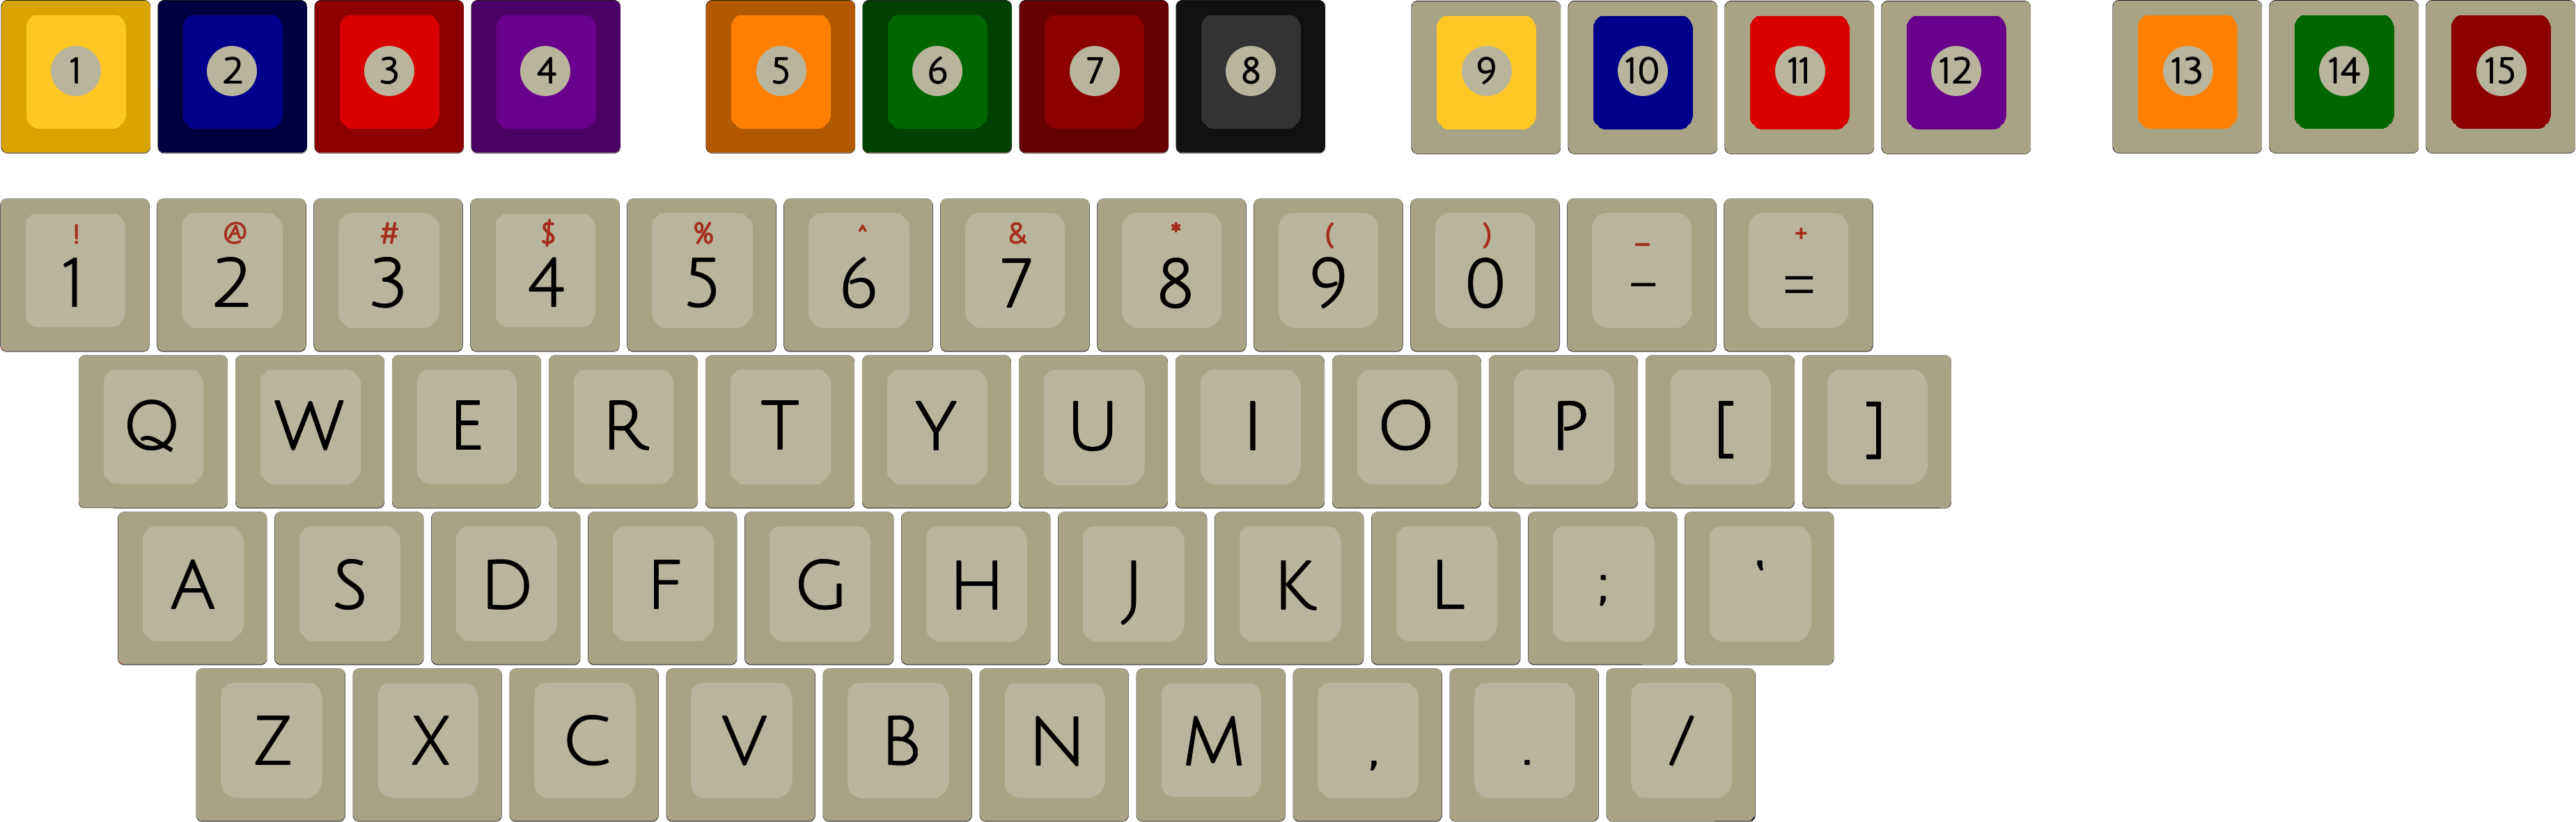 1 2 3 4 5 6 7 8 9 10 11 12 13 14 15
! @ # $ % ^ & * ( ) _ +
1 2 3 4 5 6 7 8 9 0 - =
Q W E R T Y U I O P [ ]
A S D F G H J K L ; ‘
Z X C V B N M , . /